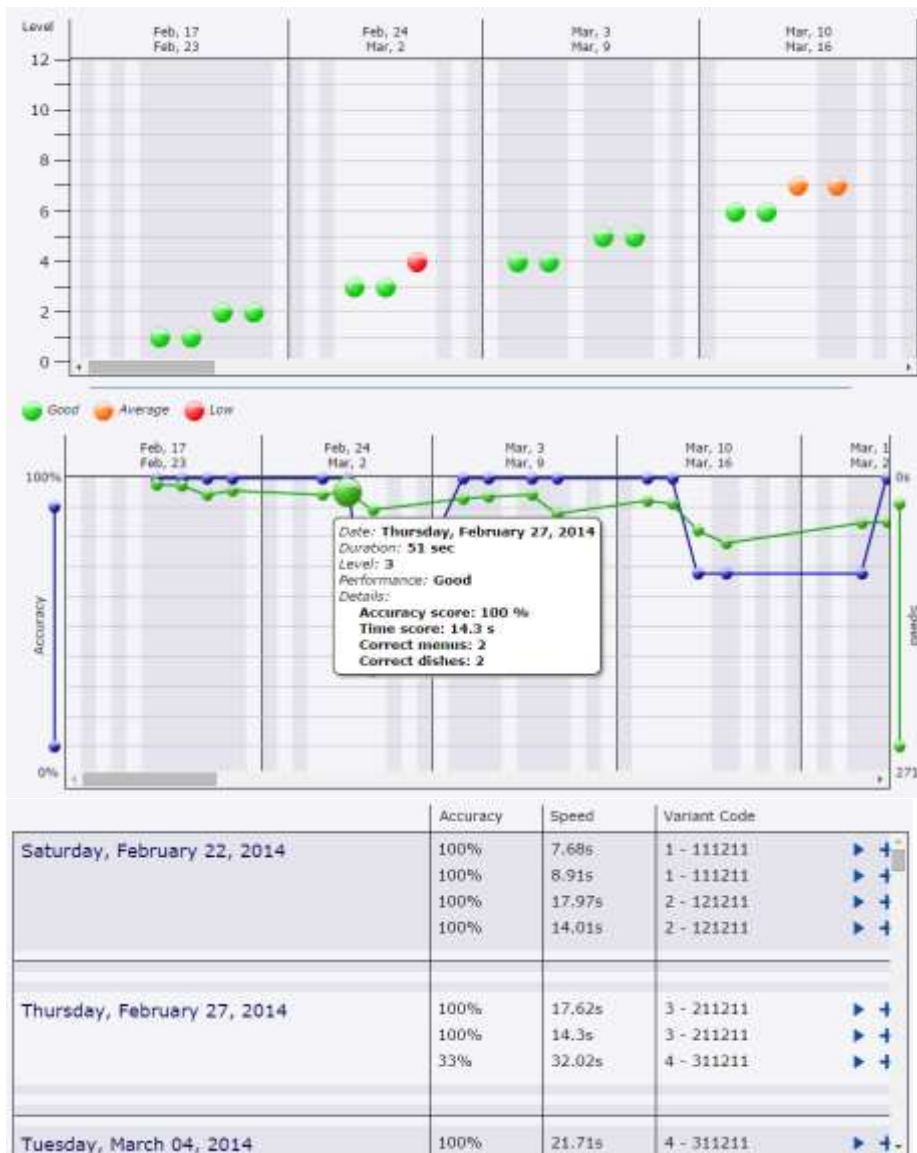 Level
Feb, 17 Feb, 24 Mar, 3 Mar, 10
Feb, 23 Mar, 2 Mar, 9 Mar, 16
12
10
8
6
4
2
0
Good Average Low
Feb, 17 Feb, 24 Mar, 3 Mar, 10 Mar, 1
Feb, 23 Mar, 2 Mar, 9 Mar, 16 Mar, 2
100% 0s
Date: Thursday, February 27, 2014
Duration: 51 sec
Level: 3
Performance: Good
Details:
Accuracy score: 100 %
Time score: 14.3 s
Correct menus: 2
Correct dishes: 2
Accuracy
Speed
0% 271
Accuracy Speed Variant Code
Saturday, February 22, 2014 100% 7.68s 1 - 111211
100% 8.91s 1 - 111211
100% 17.97s 2 - 121211
100% 14.01s 2 - 121211
Thursday, February 27, 2014 100% 17.62s 3 - 211211
100% 14.3s 3 - 211211
33% 32.02s 4 - 311211
Tuesday, March 04, 2014 100% 21.71s 4 - 311211